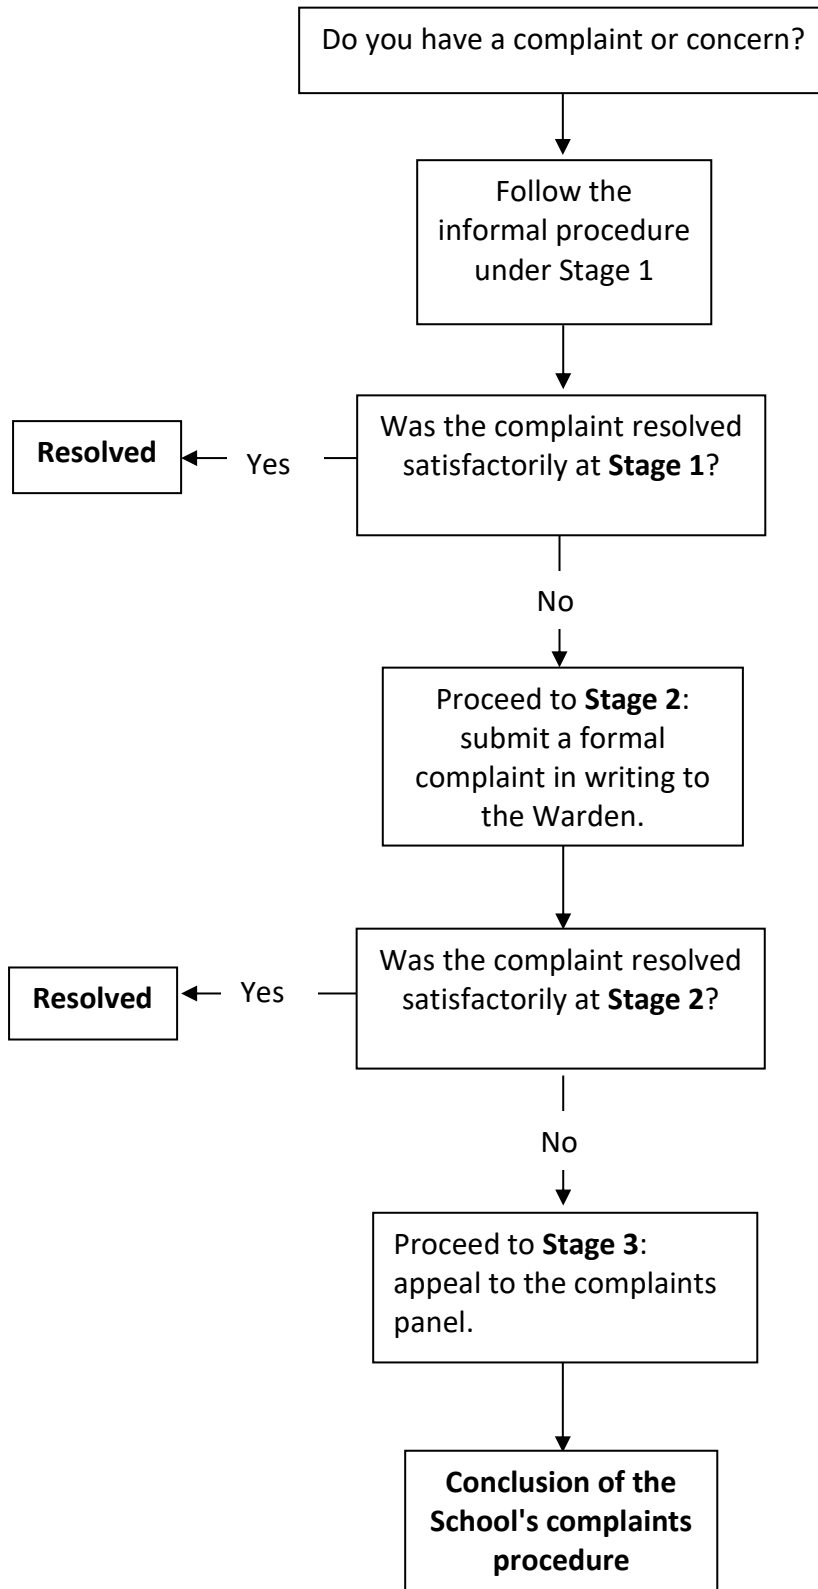 Do you have a complaint or concern?
Follow the
informal procedure
under Stage 1
Was the complaint resolved
satisfactorily at Stage 1?
Yes
Resolved
No
Proceed to Stage 2:
submit a formal
complaint in writing to
the Warden.
Was the complaint resolved
satisfactorily at Stage 2?
Yes
Resolved
No
Proceed to Stage 3:
appeal to the complaints
panel.
Conclusion of the
School's complaints
procedure